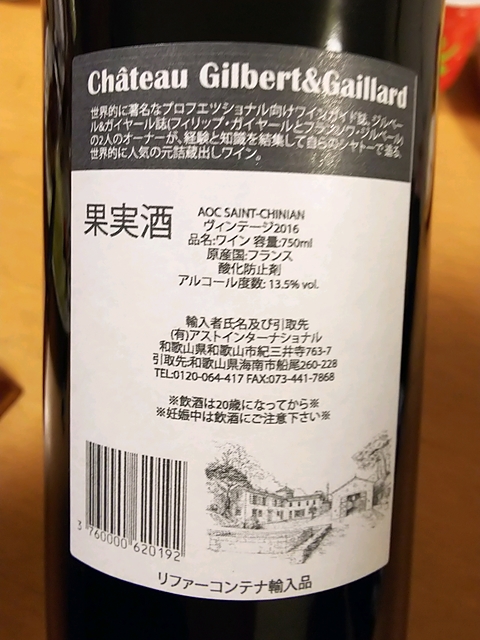 Château Gilbert&Gaillard
世界的に著名なプロフェッショナル向けワインガイド誌、ジルベー
ル&ガイヤール誌(フィリップ・ガイヤールとフランソワ・ジルベール)
の2人のオーナーが、経験と知識を結集して自らのシャトーで造る、
世界的に人気の元詰蔵出しワイン。
果実酒
AOC SAINT-CHINIAN
ヴィンテージ2016
品名:ワイン 容量:750ml
原産国:フランス
酸化防止剤
アルコール度数: 13.5% vol.
輸入者氏名及び引取先
(有)アストインターナショナル
和歌山県和歌山市紀三井寺763-7
引取先:和歌山県海南市船尾260-228
TEL:0120-064-417 FAX:073-441-7868
※飲酒は20歳になってから※
※妊娠中は飲酒にご注意下さい※
3 760000 620192
リファーコンテナ輸入品